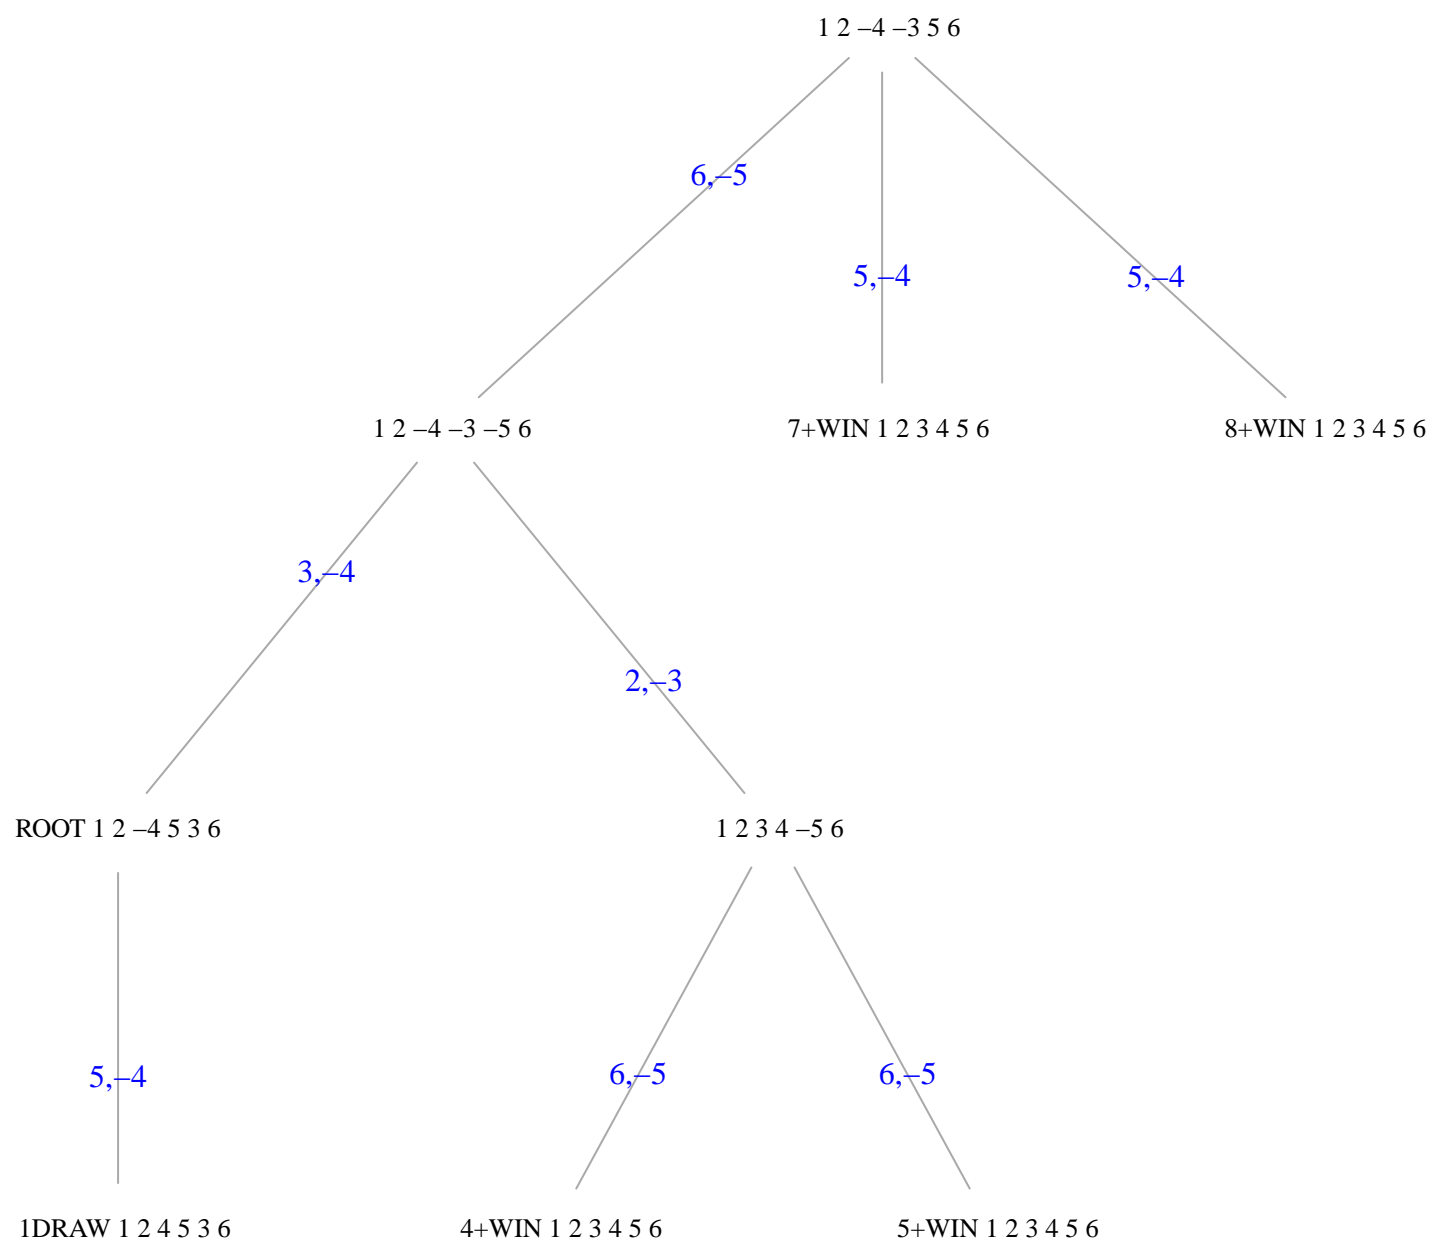 1 2 –4 –3 5 6
6,–5
5,–4
5,–4
1 2 –4 –3 –5 6
7+WIN 1 2 3 4 5 6
8+WIN 1 2 3 4 5 6
3,–4
2,–3
ROOT 1 2 –4 5 3 6
1 2 3 4 –5 6
5,–4
6,–5
6,–5
1DRAW 1 2 4 5 3 6
4+WIN 1 2 3 4 5 6
5+WIN 1 2 3 4 5 6